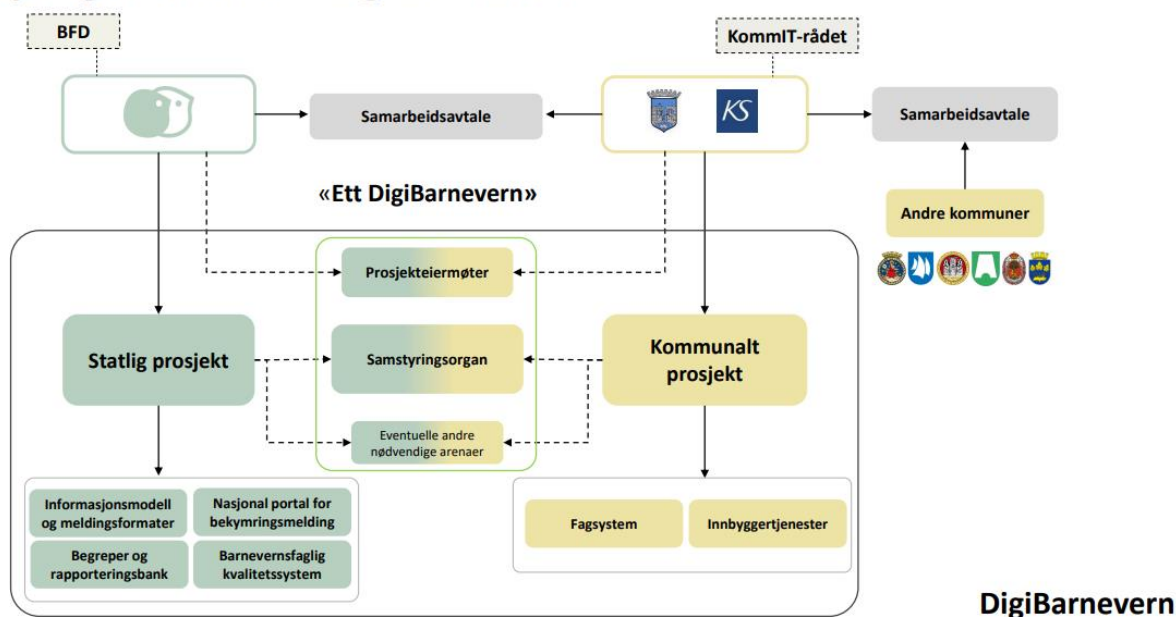 BFD
KommIT-rådet
Samarbeidsavtale
KS
Samarbeidsavtale
«Ett DigiBarnevern»
Andre kommuner
Prosjekteiermøter
Statlig prosjekt
Samstyringsorgan
Kommunalt
prosjekt
Eventuelle andre
nødvendige arenaer
Informasjonsmodell
og meldingsformater
Nasjonal portal for
bekymringsmelding
Begreper og
rapporteringsbank
Barnevernsfaglig
kvalitetssystem
Fagsystem
Innbyggertjenester
DigiBarnevern